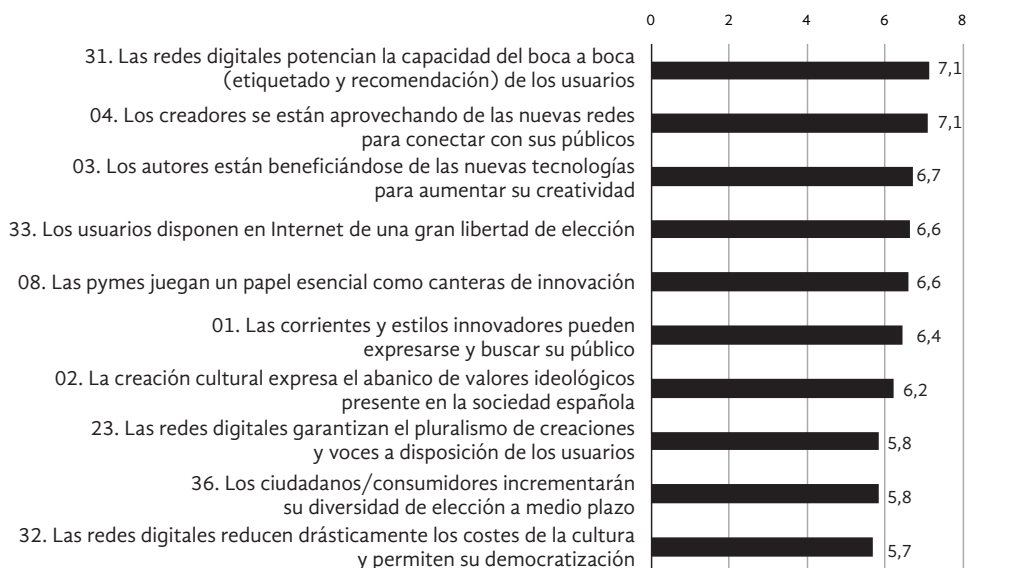 0 2 4 6 8
31. Las redes digitales potencian la capacidad del boca a boca
(etiquetado y recomendación) de los usuarios
7,1
04. Los creadores se están aprovechando de las nuevas redes
para conectar con sus públicos
7,1
03. Los autores están beneficiándose de las nuevas tecnologías
para aumentar su creatividad
6,7
33. Los usuarios disponen en Internet de una gran libertad de elección
6,6
08. Las pymes juegan un papel esencial como canteras de innovación
6,6
01. Las corrientes y estilos innovadores pueden
expresarse y buscar su público
6,4
02. La creación cultural expresa el abanico de valores ideológicos
presente en la sociedad española
6,2
23. Las redes digitales garantizan el pluralismo de creaciones
y voces a disposición de los usuarios
5,8
36. Los ciudadanos/consumidores incrementarán
su diversidad de elección a medio plazo
5,8
32. Las redes digitales reducen drásticamente los costes de la cultura
y permiten su democratización
5,7